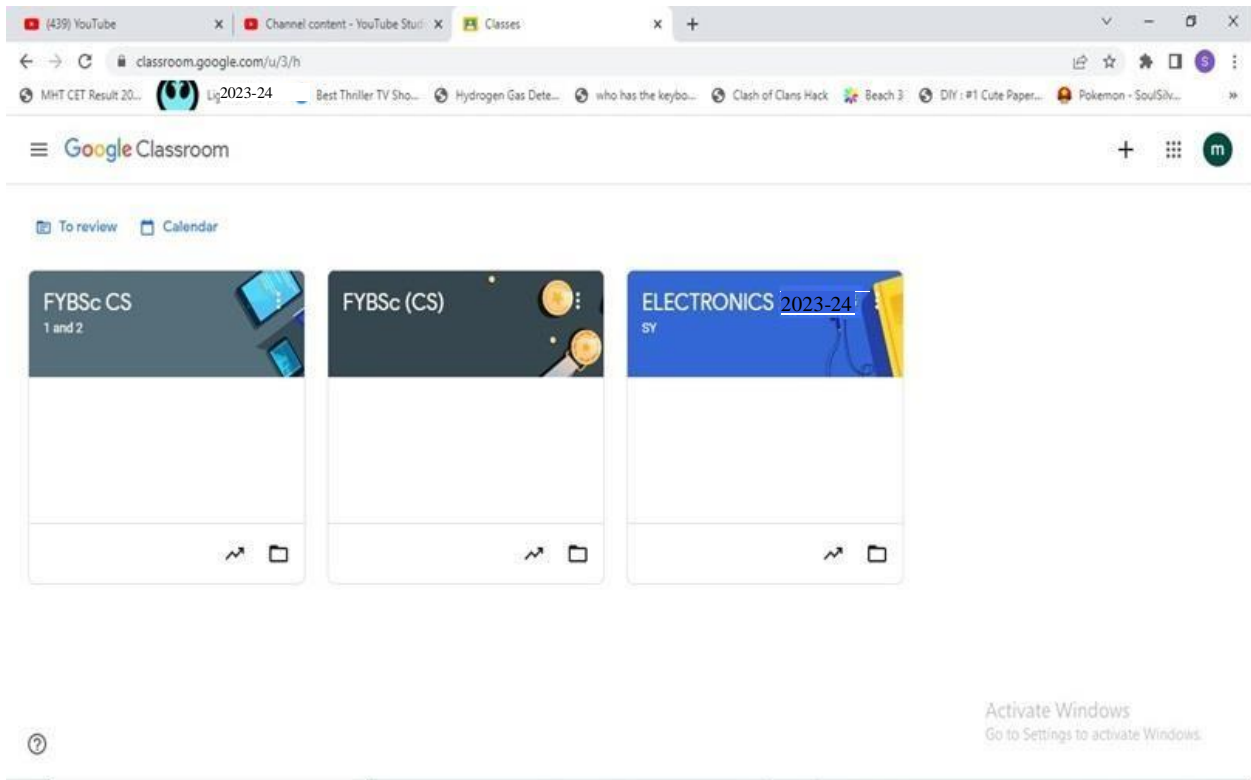 (439) YouTube Channel content - YouTube Stud Classes
classroom.google.com/u/3/h S
MHT CET Result 20... Lig2023-24 Best Thriller TV Sho... Hydrogen Gas Dete... who has the keybo... Clash of Clans Hack Beach 3 DIY : #1 Cute Paper... Pokemon - SoulSilv... »
Google Classroom m
To review Calendar
FYBSc CS FYBSc (CS) ELECTRONICS 2023-24
1 and 2 SY
Activate Windows
Go to Settings to activate Windows.